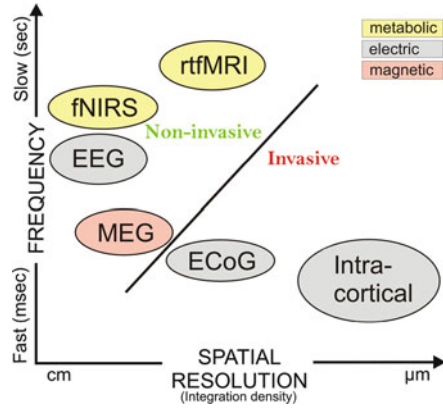 metabolic
electric
magnetic
rtfMRI
fNIRS
Non-invasive
Invasive
EEG
MEG
ECoG
Intra-
cortical
Slow (sec)
FREQUENCY
Fast (msec)
cm
SPATIAL
RESOLUTION
(Integration density)
µm